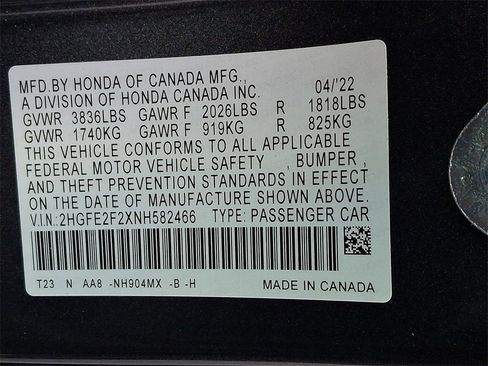 MFD.BY HONDA OF CANADA MFG.,
A DIVISION OF HONDA CANADA INC. 04/'22
GVWR 3836LBS GAWR F 2026LBS R 1818LBS
GVWR 1740KG GAWR F 919KG R 825KG
THIS VEHICLE CONFORMS TO ALL APPLICABLE
FEDERAL MOTOR VEHICLE SAFETY , BUMPER ,
AND THEFT PREVENTION STANDARDS IN EFFECT
ON THE DATE OF MANUFACTURE SHOWN ABOVE.
V.I.N.:2HGFE2F2XNH582466 TYPE: PASSENGER CAR
T23 N AA8 -NH904MX -B -H MADE IN CANADA